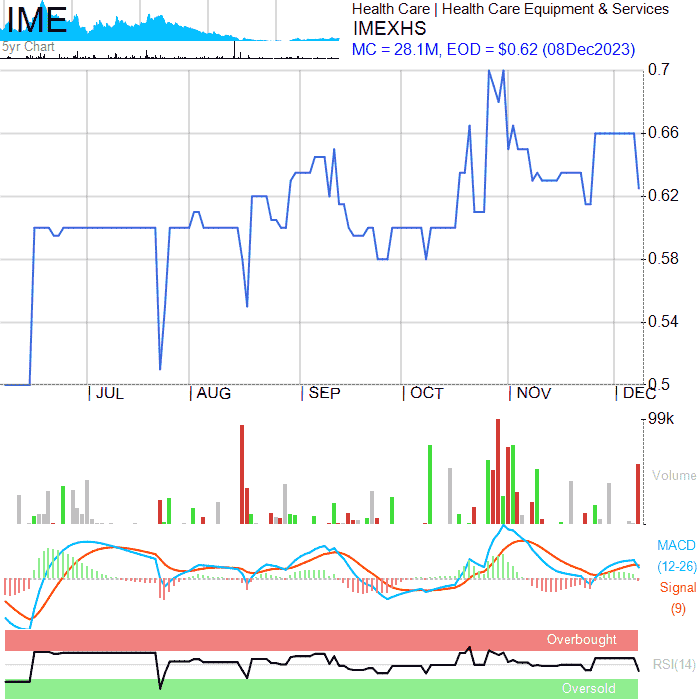 IME
5yr Chart
Health Care | Health Care Equipment & Services
IMEXHS
MC = 28.1M, EOD = $0.62 (08Dec2023)
0.7
0.66
0.62
0.58
0.54
0.5
JUL
AUG
SEP
OCT
NOV
DEC
99k
Volume
MACD
(12-26)
Signal
(9)
Overbought
RSI(14)
Oversold